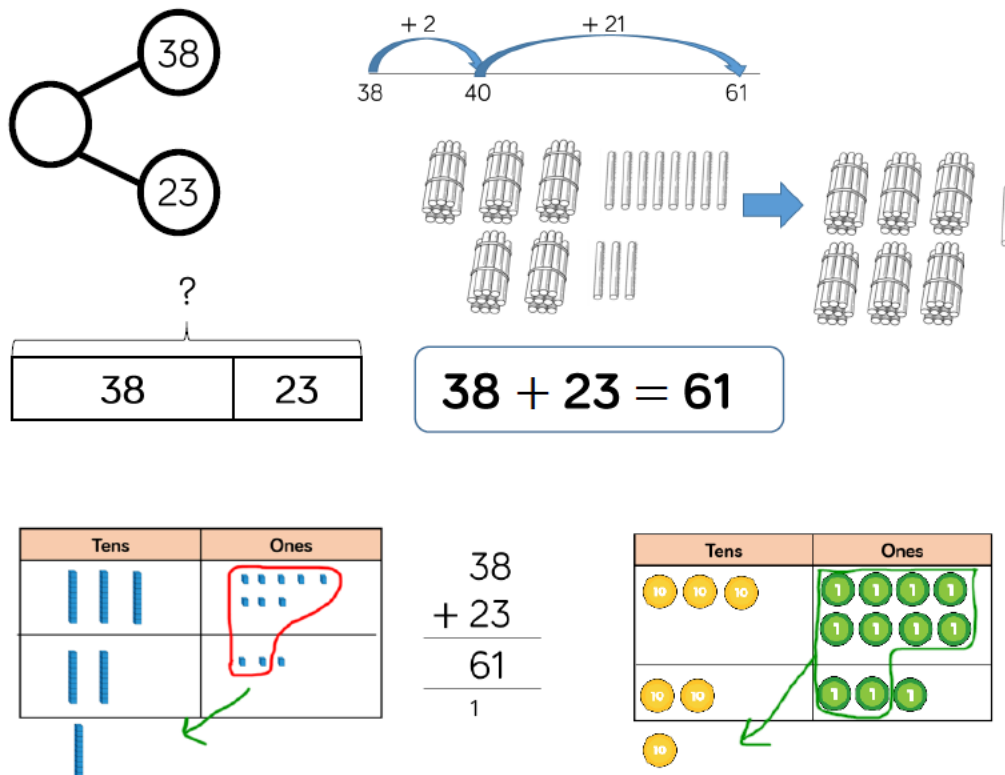 38
23
+ 2
+ 21
38 40 61
?
38 23
38 + 23 = 61
Tens Ones
38
+ 23
61
1
Tens Ones
10 10 10
1 1 1 1
1 1 1 1
10 10
1 1 1
10